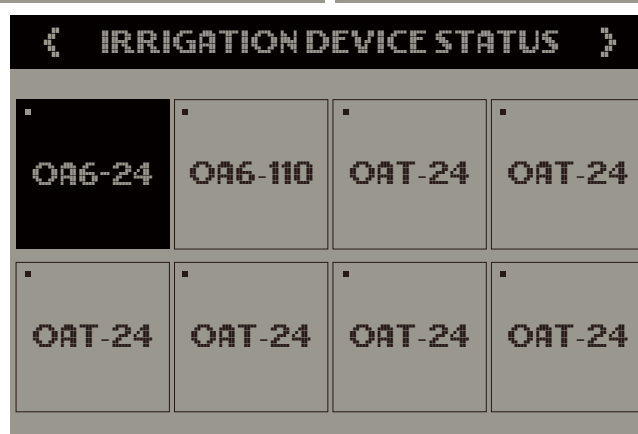 { IRRIGATION DEVICE STATUS }
OA6-24 OA6-110 OAT-24 OAT-24
OAT-24 OAT-24 OAT-24 OAT-24